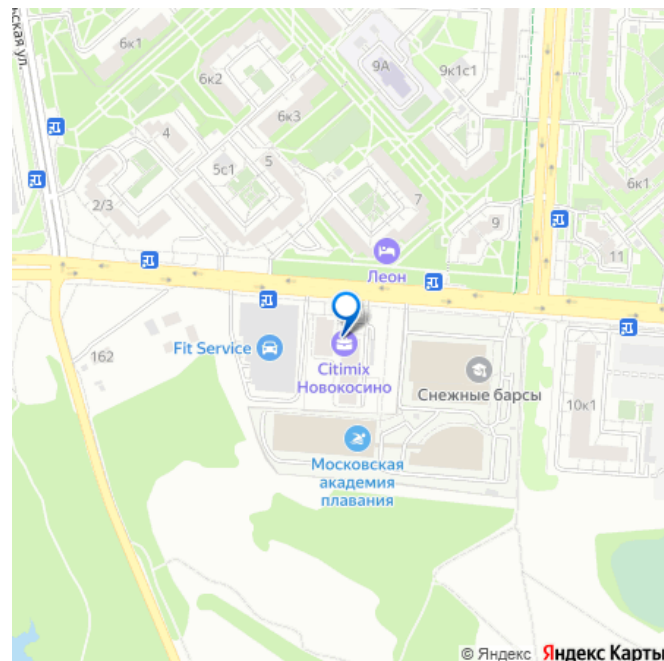 ьская ул.
6к1
6к2
9А
9к1с1
6к3
4
5
5с1
6к1
2/3
7
9
11
Леон
162
Fit Service
Citimix
Новокосино
Снежные барсы
10к1
Московская
академия
плавания
© Яндекс Яндекс Карты